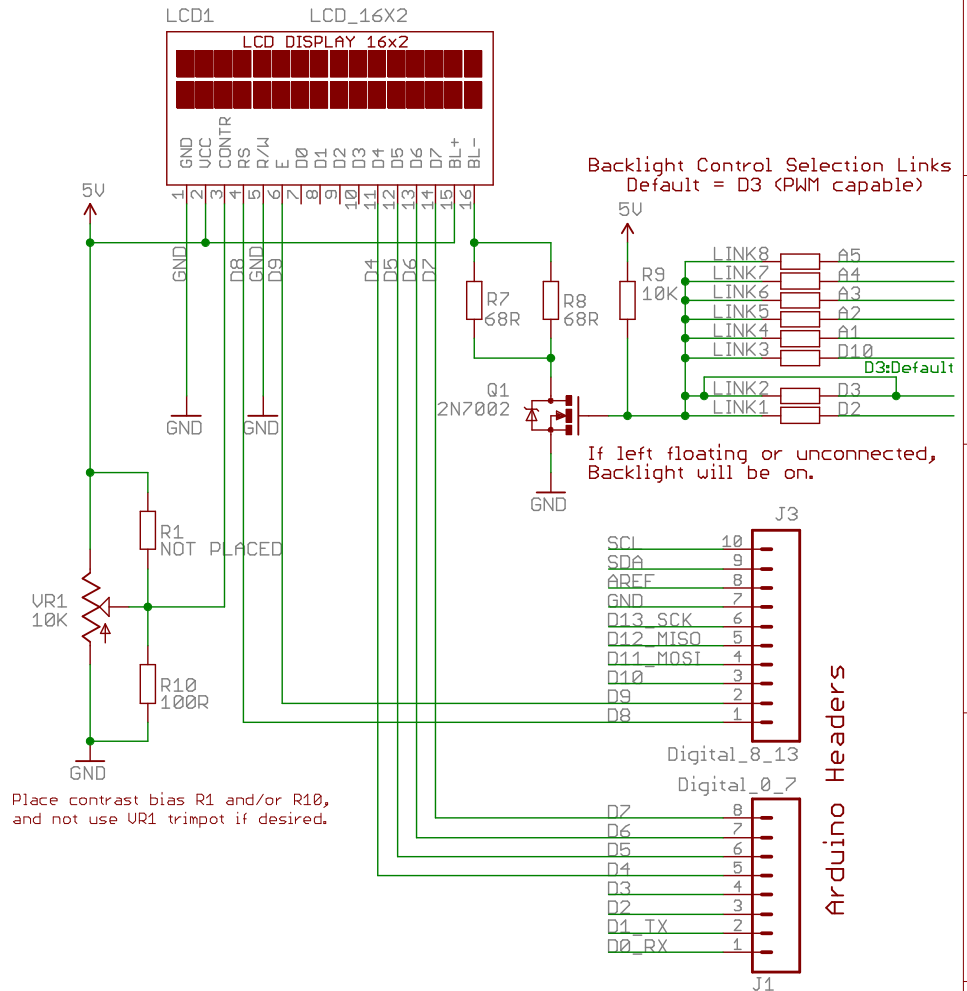 LCD1
LCD_16X2
LCD DISPLAY 16x2
GND
VCC
CONTR
RS
R/W
E
D0
D1
D2
D3
D4
D5
D6
D7
BL+
BL-
1
2
3
4
5
6
7
8
9
10
11
12
13
14
15
16
5V
GND
D8
GND
D9
D4
D5
D6
D7
Backlight Control Selection Links
Default = D3 (PWM capable)
5V
R9
10K
R7
68R
R8
68R
LINK8 A5
LINK7 A4
LINK6 A3
LINK5 A2
LINK4 A1
LINK3 D10
D3:Default
LINK2 D3
LINK1 D2
Q1
2N7002
GND
GND
If left floating or unconnected,
Backlight will be on.
GND
R1
NOT PLACED
VR1
10K
R10
100R
GND
Place contrast bias R1 and/or R10,
and not use VR1 trimpot if desired.
J3
SCL 10
SDA 9
AREF 8
GND 7
D13_SCK 6
D12_MISO 5
D11_MOSI 4
D10 3
D9 2
D8 1
Digital_8_13
Digital_0_7
D7 8
D6 7
D5 6
D4 5
D3 4
D2 3
D1_TX 2
D0_RX 1
J1
Arduino Headers